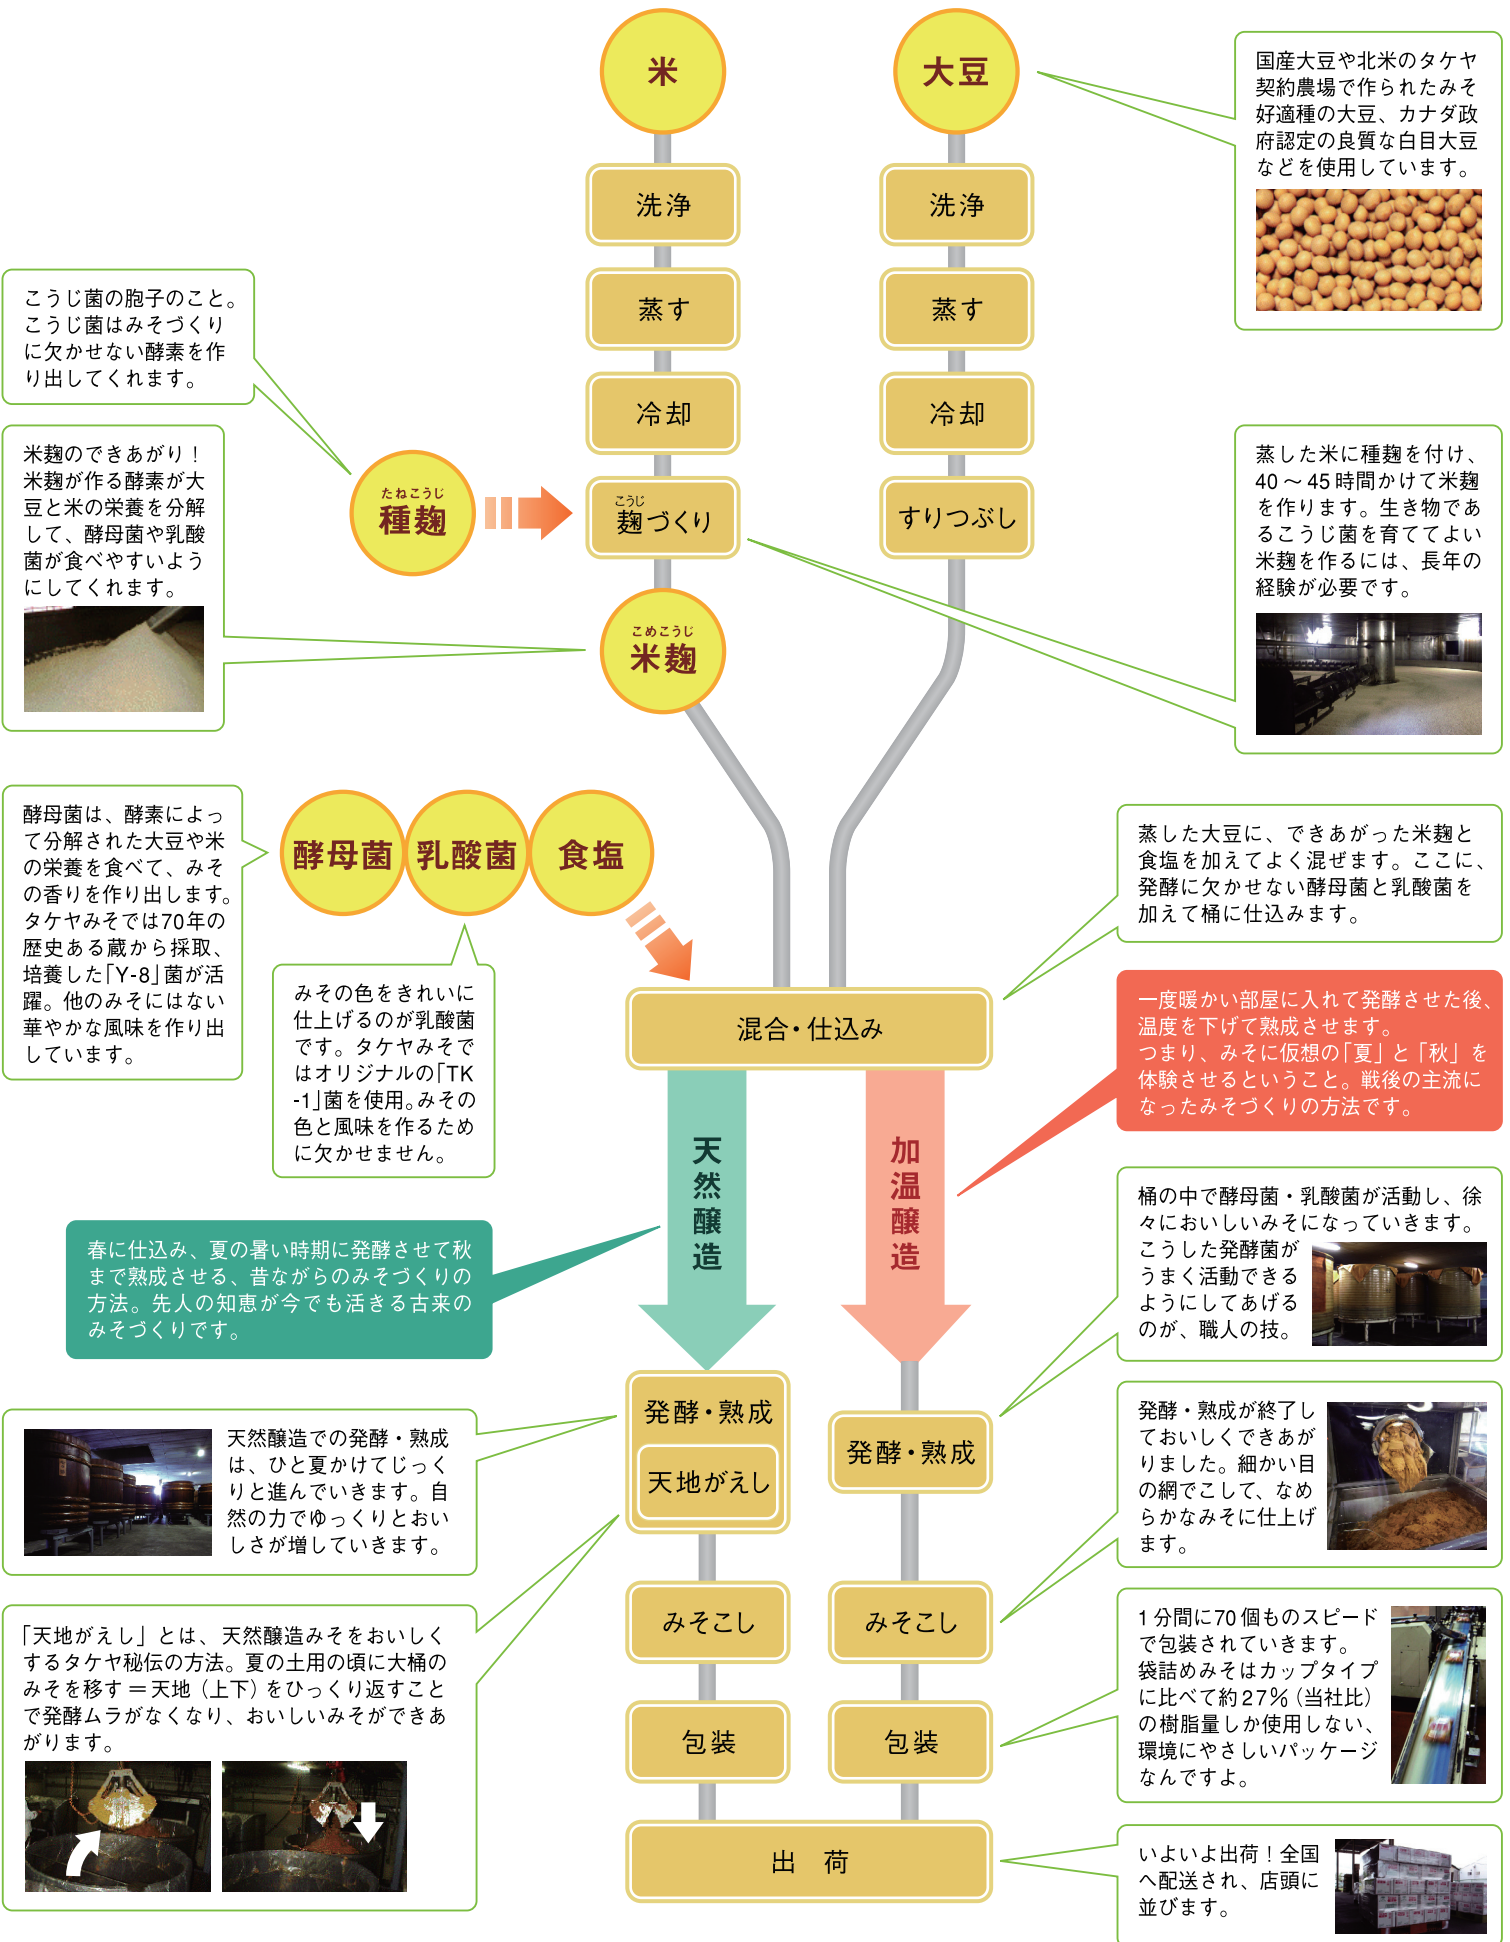 米
大豆
国産大豆や北米のタケヤ
契約農場で作られたみそ
好適種の大豆、カナダ政
府認定の良質な白目大豆
などを使用しています。
洗浄
洗浄
蒸す
蒸す
冷却
冷却
こうじ菌の胞子のこと。
こうじ菌はみそづくり
に欠かせない酵素を作
り出してくれます。
米麹のできあがり！
米麹が作る酵素が大
豆と米の栄養を分解
して、酵母菌や乳酸
菌が食べやすいよう
にしてくれます。
たねこうじ
種麹
こうじ
麹づくり
すりつぶし
蒸した米に種麹を付け、
40～45時間かけて米麹
を作ります。生き物であ
るこうじ菌を育ててよい
米麹を作るには、長年の
経験が必要です。
こめこうじ
米麹
酵母菌は、酵素によっ
て分解された大豆や米
の栄養を食べて、みそ
の香りを作り出します。
タケヤみそでは70年の
歴史ある蔵から採取、
培養した「Y-8」菌が活
躍。他のみそにはない
華やかな風味を作り出
しています。
酵母菌
乳酸菌
食塩
みその色をきれいに
仕上げるのが乳酸菌
です。タケヤみそで
はオリジナルの「TK
-1」菌を使用。みその
色と風味を作るため
に欠かせません。
蒸した大豆に、できあがった米麹と
食塩を加えてよく混ぜます。ここに、
発酵に欠かせない酵母菌と乳酸菌を
加えて桶に仕込みます。
混合・仕込み
一度暖かい部屋に入れて発酵させた後、
温度を下げて熟成させます。
つまり、みそに仮想の「夏」と「秋」を
体験させるということ。戦後の主流に
なったみそづくりの方法です。
天然醸造
加温醸造
春に仕込み、夏の暑い時期に発酵させて秋
まで熟成させる、昔ながらのみそづくりの
方法。先人の知恵が今でも活きる古来の
みそづくりです。
桶の中で酵母菌・乳酸菌が活動し、徐
々においしいみそになっていきます。
こうした発酵菌が
うまく活動できる
ようにしてあげる
のが、職人の技。
発酵・熟成
天地がえし
発酵・熟成
天然醸造での発酵・熟成
は、ひと夏かけてじっく
りと進んでいきます。自
然の力でゆっくりとおい
しさが増していきます。
発酵・熟成が終了し
ておいしくできあが
りました。細かい目
の網でこして、なめ
らかなみそに仕上げ
ます。
みそこし
みそこし
「天地がえし」とは、天然醸造みそをおいしく
するタケヤ秘伝の方法。夏の土用の頃に大桶の
みそを移す＝天地（上下）をひっくり返すこと
で発酵ムラがなくなり、おいしいみそができあ
がります。
1分間に70個ものスピード
で包装されていきます。
袋詰めみそはカップタイプ
に比べて約27％（当社比）
の樹脂量しか使用しない、
環境にやさしいパッケージ
なんですよ。
包装
包装
出　荷
いよいよ出荷！全国
へ配送され、店頭に
並びます。